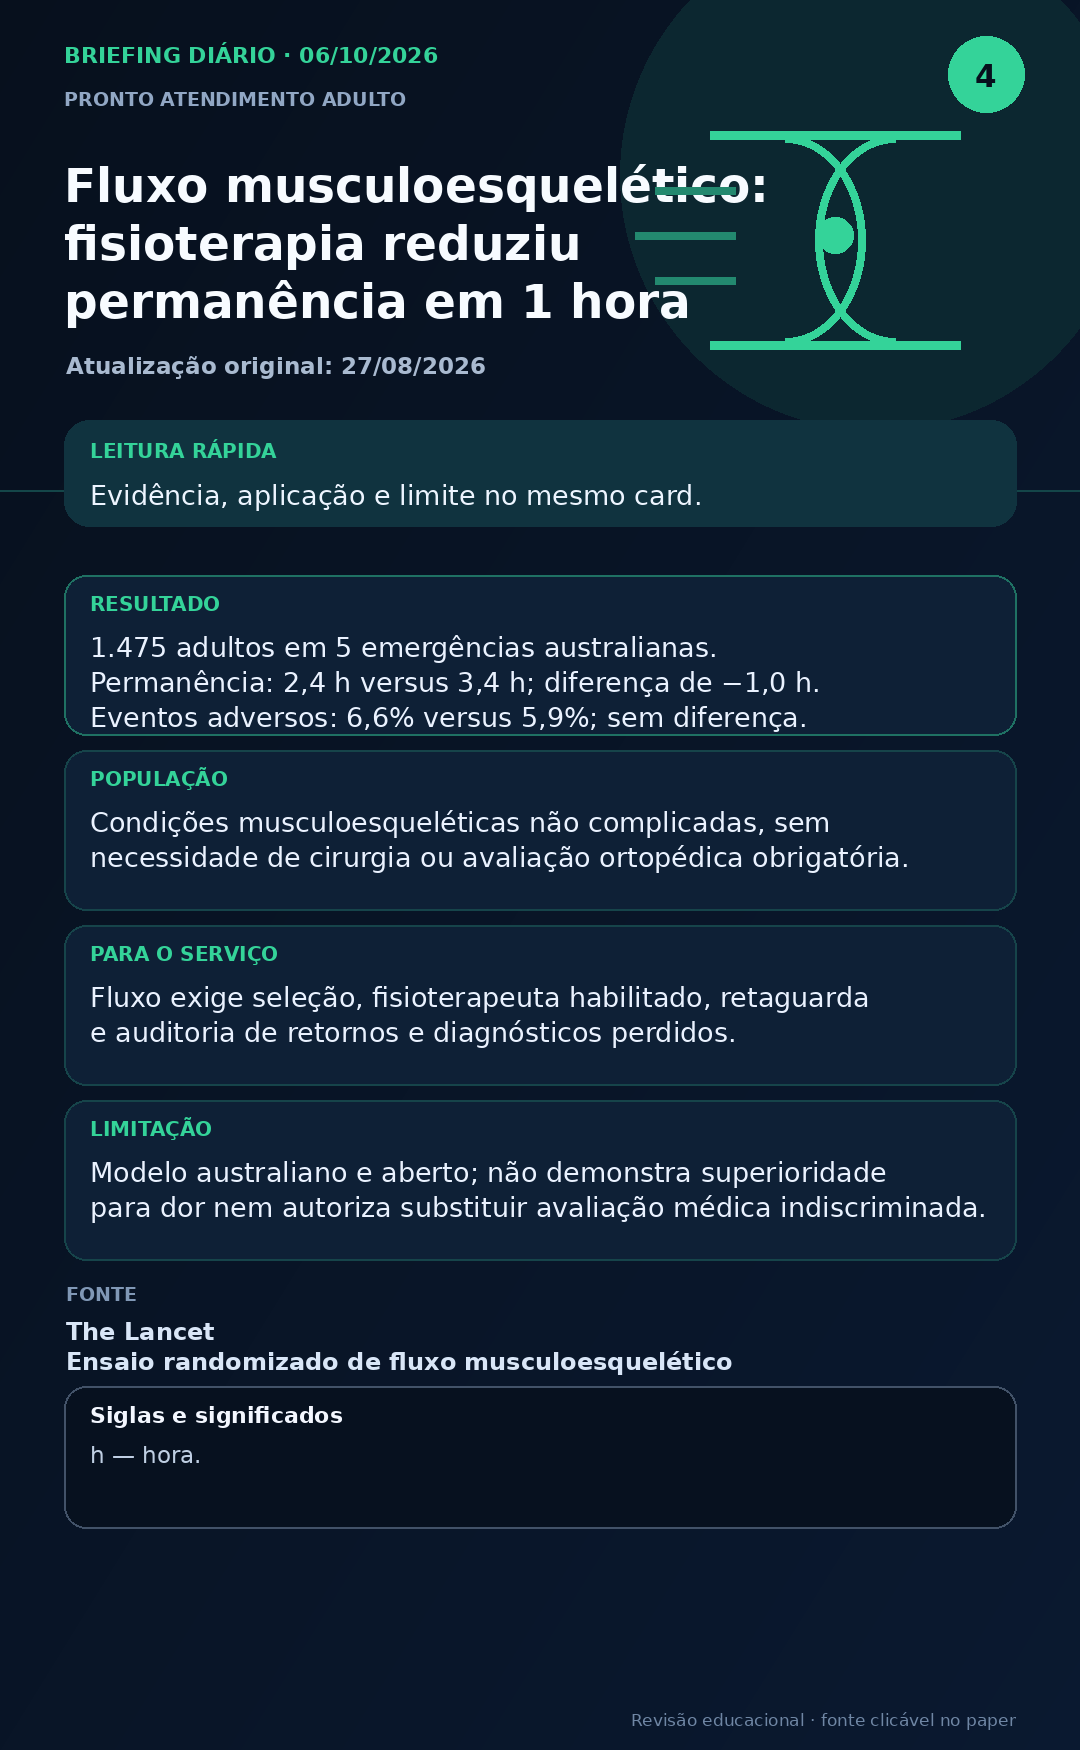 BRIEFING DIÁRIO · 06/10/2026
4
PRONTO ATENDIMENTO ADULTO
Fluxo musculoesquelético:
fisioterapia reduziu
permanência em 1 hora
Atualização original: 27/08/2026
LEITURA RÁPIDA
Evidência, aplicação e limite no mesmo card.
RESULTADO
1.475 adultos em 5 emergências australianas.
Permanência: 2,4 h versus 3,4 h; diferença de −1,0 h.
Eventos adversos: 6,6% versus 5,9%; sem diferença.
POPULAÇÃO
Condições musculoesqueléticas não complicadas, sem
necessidade de cirurgia ou avaliação ortopédica obrigatória.
PARA O SERVIÇO
Fluxo exige seleção, fisioterapeuta habilitado, retaguarda
e auditoria de retornos e diagnósticos perdidos.
LIMITAÇÃO
Modelo australiano e aberto; não demonstra superioridade
para dor nem autoriza substituir avaliação médica indiscriminada.
FONTE
The Lancet
Ensaio randomizado de fluxo musculoesquelético
Siglas e significados
h — hora.
Revisão educacional · fonte clicável no paper